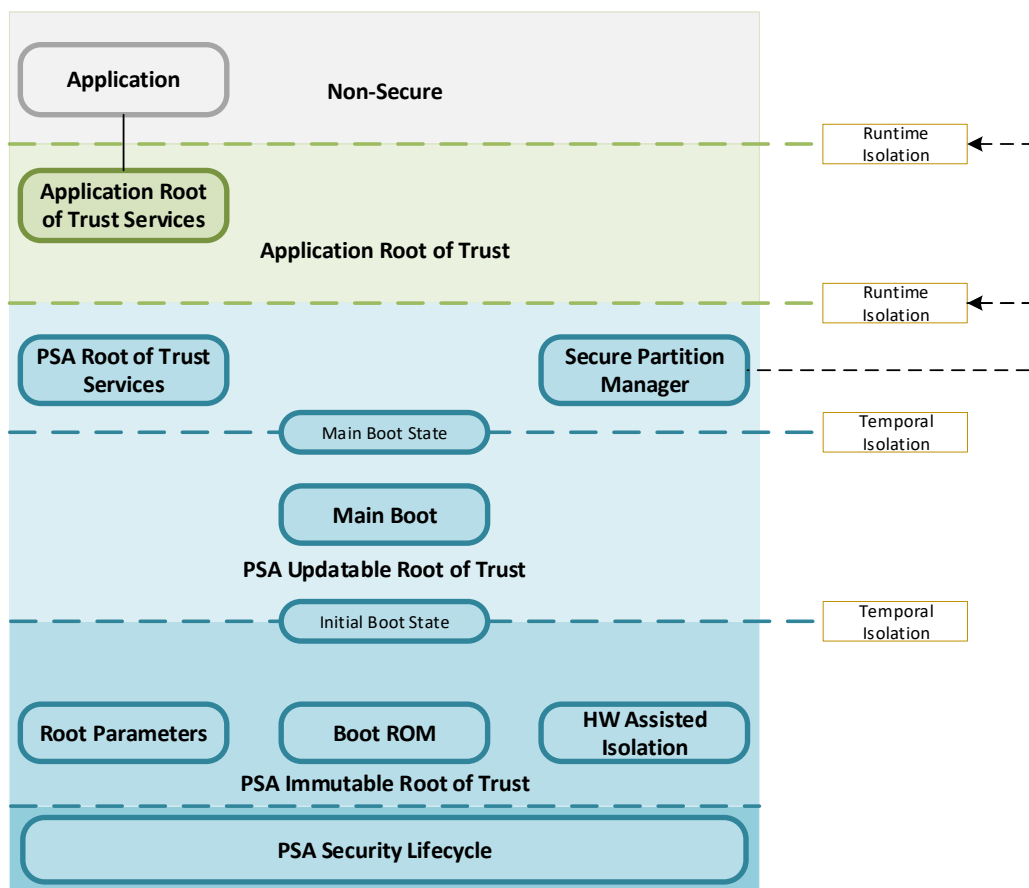 Application
Non-Secure
Runtime
Isolation
Application Root
of Trust Services
Application Root of Trust
Runtime
Isolation
PSA Root of Trust
Services
Secure Partition
Manager
Main Boot State
Temporal
Isolation
Main Boot
PSA Updatable Root of Trust
Initial Boot State
Temporal
Isolation
Root Parameters
Boot ROM
HW Assisted
Isolation
PSA Immutable Root of Trust
PSA Security Lifecycle